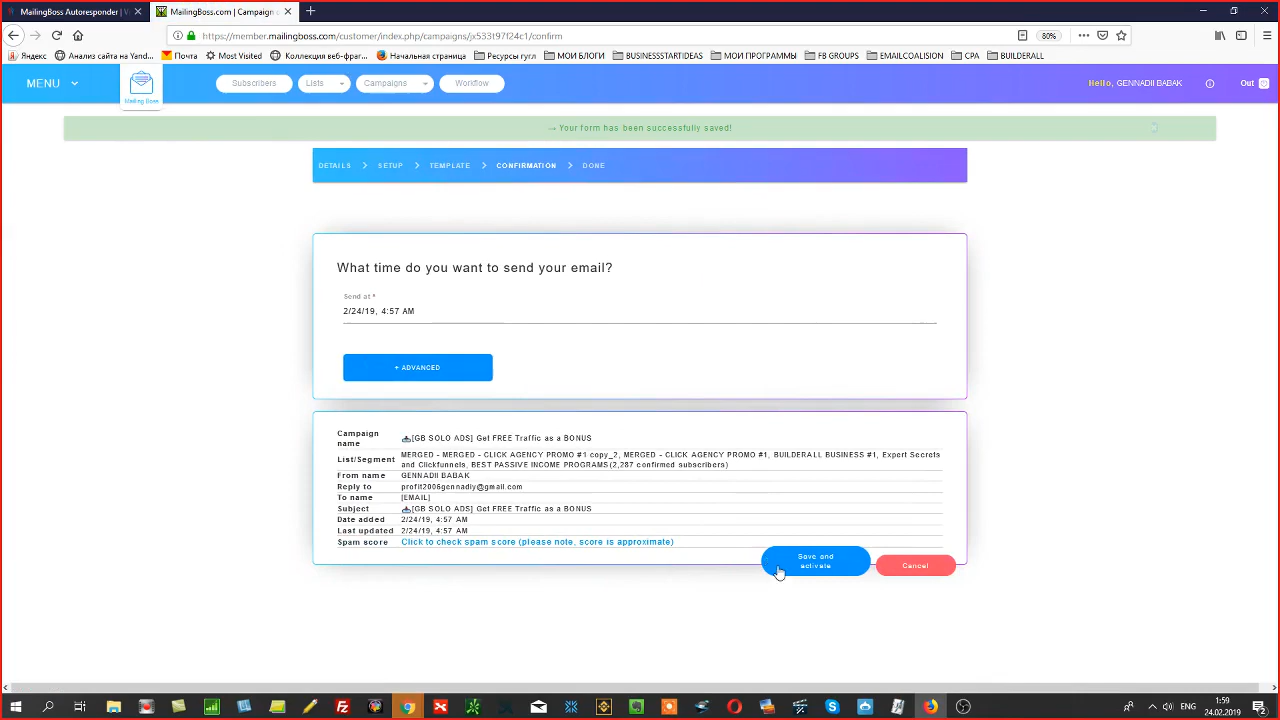 MailingBoss Autoresponder | V
MailingBoss.com | Campaign c
https://member.mailingboss.com/customer/index.php/campaigns/jx533t97f24c1/confirm
80%
Яндекс
Анализ сайта на Yand...
Почта
Most Visited
Коллекция веб-фраг...
Начальная страница
Ресурсы гугл
МОИ БЛОГИ
BUSINESSSTARTIDEAS
МОИ ПРОГРАММЫ
FB GROUPS
EMAILCOALISION
CPA
BUILDERALL
MENU
Mailing Boss
Subscribers
Lists
Campaigns
Workflow
Hello, GENNADII BABAK
Out
→ Your form has been successfully saved!
DETAILS
SETUP
TEMPLATE
CONFIRMATION
DONE
What time do you want to send your email?
Send at *
2/24/19, 4:57 AM
+ ADVANCED
Campaign name
[GB SOLO ADS] Get FREE Traffic as a BONUS
List/Segment
MERGED - MERGED - CLICK AGENCY PROMO #1 copy_2, MERGED - CLICK AGENCY PROMO #1, BUILDERALL BUSINESS #1, Expert Secrets
and Clickfunnels, BEST PASSIVE INCOME PROGRAMS(2,287 confirmed subscribers)
From name
GENNADII BABAK
Reply to
profit2006gennadiy@gmail.com
To name
[EMAIL]
Subject
[GB SOLO ADS] Get FREE Traffic as a BONUS
Date added
2/24/19, 4:57 AM
Last updated
2/24/19, 4:57 AM
Spam score
Click to check spam score (please note, score is approximate)
Save and
activate
Cancel
ENG
1:59
24.02.2019
2